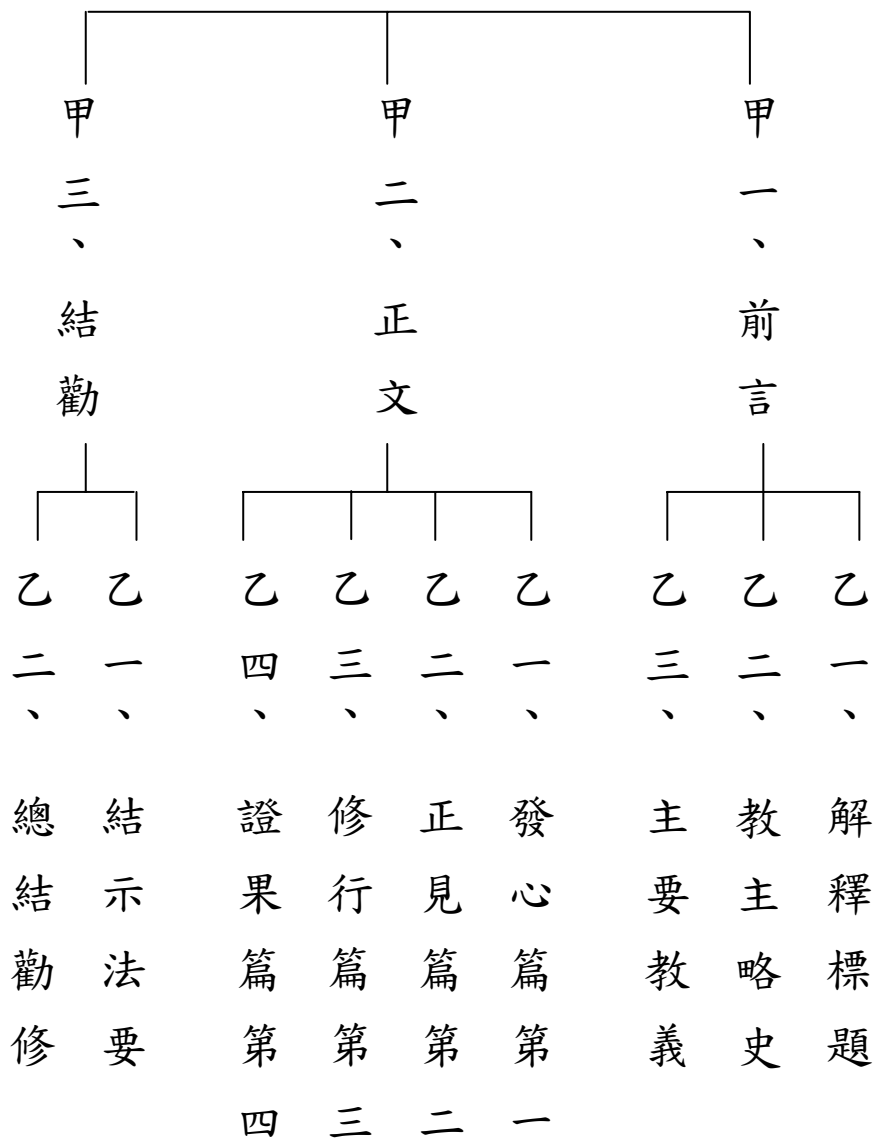 甲一、前言
乙一、解釋標題
乙二、教主略史
乙三、主要教義
甲二、正文
乙一、發心篇第一
乙二、正見篇第二
乙三、修行篇第三
乙四、證果篇第四
甲三、結勸
乙一、結示法要
乙二、總結勸修